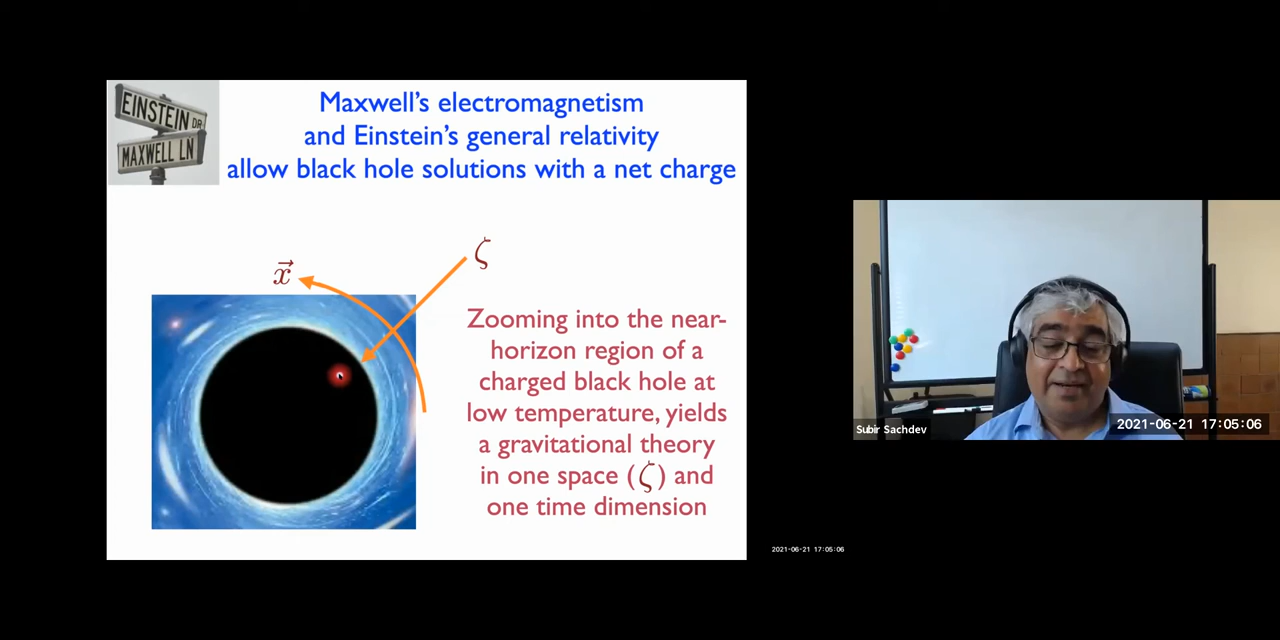 EINSTEIN DR
MAXWELL LN
Maxwell's electromagnetism
and Einstein's general relativity
allow black hole solutions with a net charge
ζ
x⃗
Zooming into the near-
horizon region of a
charged black hole at
low temperature, yields
a gravitational theory
in one space (ζ) and
one time dimension
Subir Sachdev
2021-06-21 17:05:06
2021-06-21 17:05:06